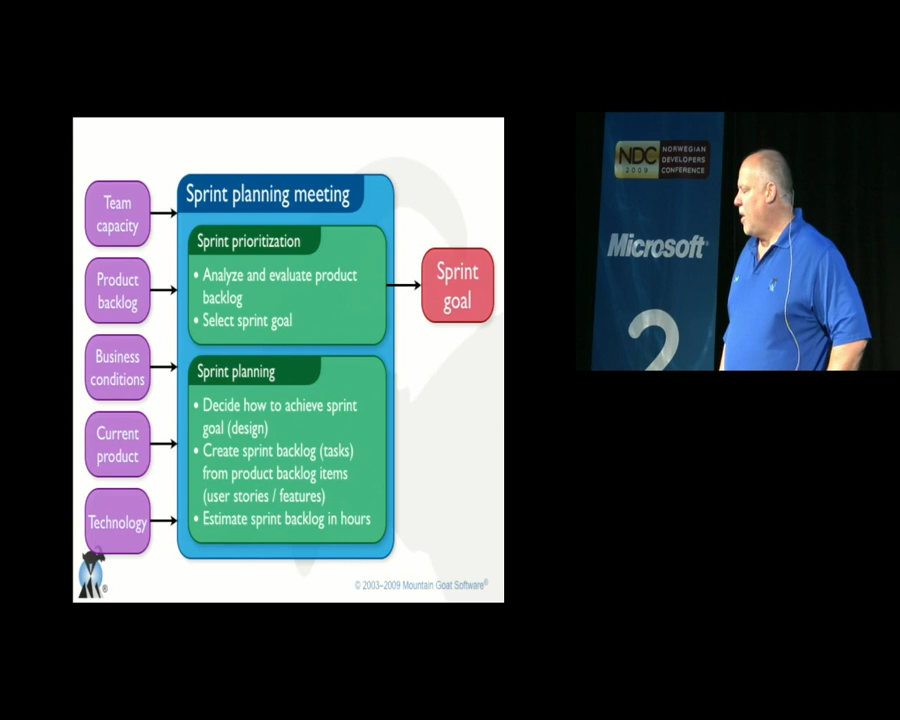 Team
capacity
Product
backlog
Business
conditions
Current
product
Technology
Sprint planning meeting
Sprint prioritization
• Analyze and evaluate product
backlog
• Select sprint goal
Sprint planning
• Decide how to achieve sprint
goal (design)
• Create sprint backlog (tasks)
from product backlog items
(user stories / features)
• Estimate sprint backlog in hours
Sprint
goal
®
© 2003–2009 Mountain Goat Software®
NDC
2009
NORWEGIAN
DEVELOPERS
CONFERENCE
Microsoft®
2